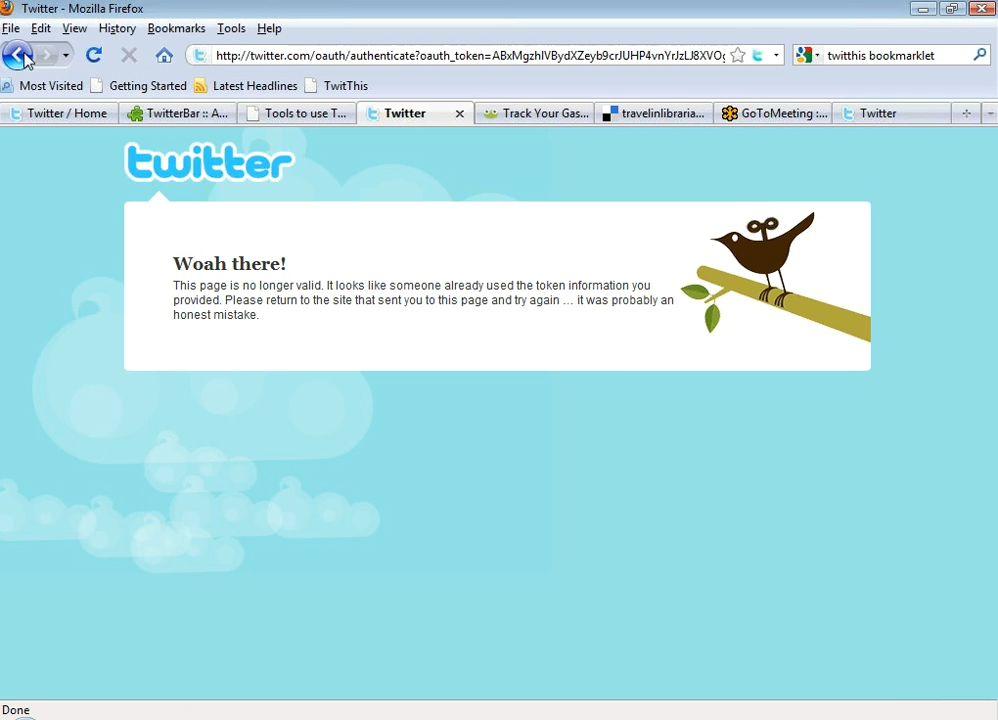 Twitter - Mozilla Firefox
File Edit View History Bookmarks Tools Help
http://twitter.com/oauth/authenticate?oauth_token= twitthis bookmarklet
Most Visited Getting Started Latest Headlines TwitThis
Twitter / Home TwitterBar :: A... Tools to use T... Twitter Track Your Gas... travelinlibraria... GoToMeeting :... Twitter
twitter
Woah there!
This page is no longer valid. It looks like someone already used the token information you
provided. Please return to the site that sent you to this page and try again ... it was probably an
honest mistake.
Done